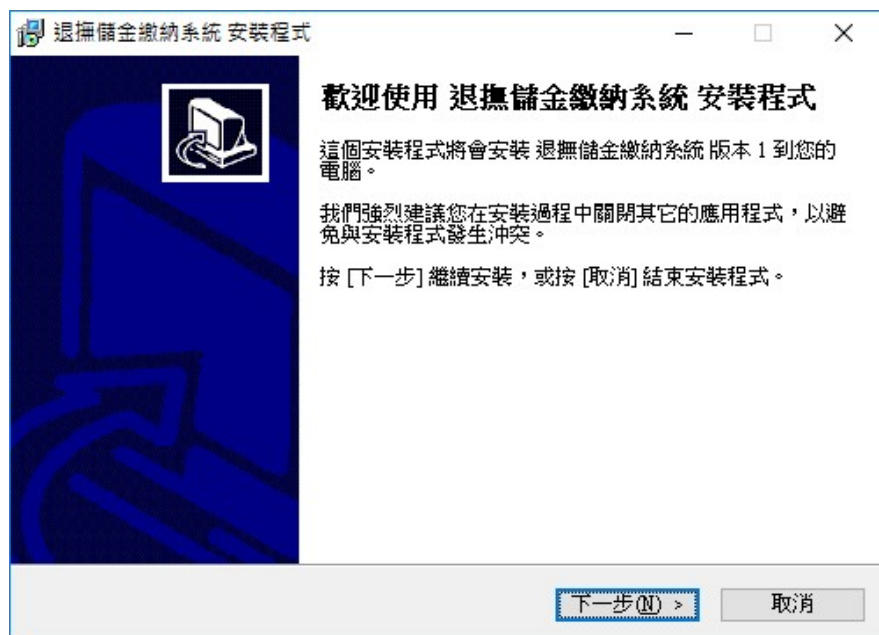 退撫儲金繳納系統 安裝程式
歡迎使用 退撫儲金繳納系統 安裝程式
這個安裝程式將會安裝 退撫儲金繳納系統 版本 1 到您的
電腦。
我們強烈建議您在安裝過程中關閉其它的應用程式，以避
免與安裝程式發生沖突。
按 [下一步] 繼續安裝，或按 [取消] 結束安裝程式。
下一步(N) >
取消